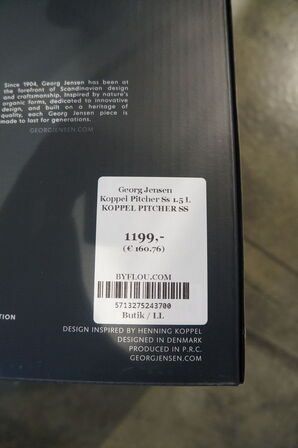 Since 1904, Georg Jensen has been at
the forefront of Scandinavian design
and craftsmanship. Inspired by nature's
organic forms, dedicated to innovative
design, and built on a heritage of
quality, each Georg Jensen piece is
made to last for generations.
GEORGJENSEN.COM
Georg Jensen
Koppel Pitcher Ss 1.5 L
KOPPEL PITCHER SS
1199,-
(€ 160.76)
BYFLOU.COM
5713275243700
Butik / LL
TION
DESIGN INSPIRED BY HENNING KOPPEL
DESIGNED IN DENMARK
PRODUCED IN P.R.C.
GEORGJENSEN.COM